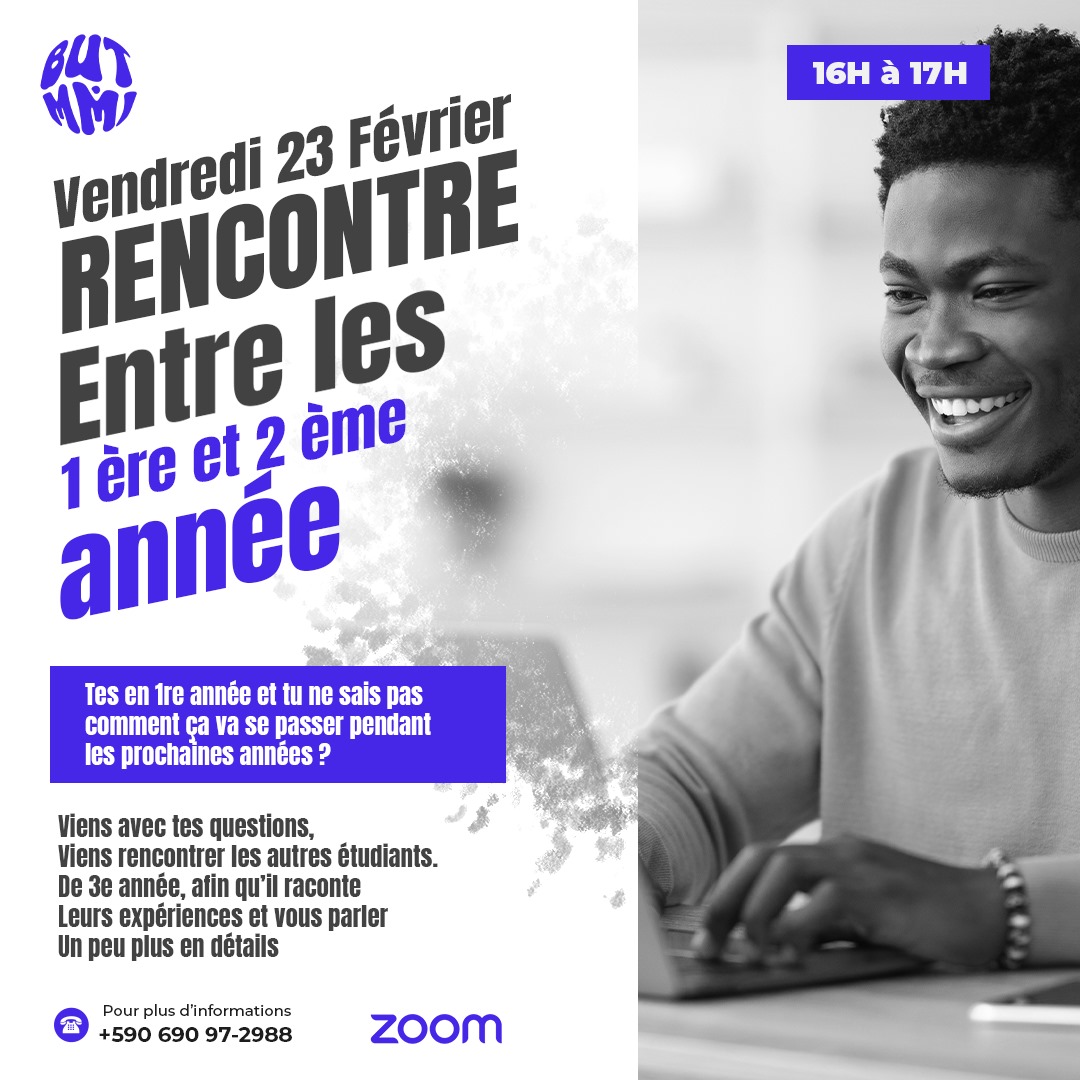 BUT
MMI
16H à 17H
Vendredi 23 Février
RENCONTRE
Entre les
1 ère et 2 ème
année
Tes en 1re année et tu ne sais pas
comment ça va se passer pendant
les prochaines années ?
Viens avec tes questions,
Viens rencontrer les autres étudiants.
De 3e année, afin qu'il raconte
Leurs expériences et vous parler
Un peu plus en détails
Pour plus d'informations
+590 690 97-2988
zoom